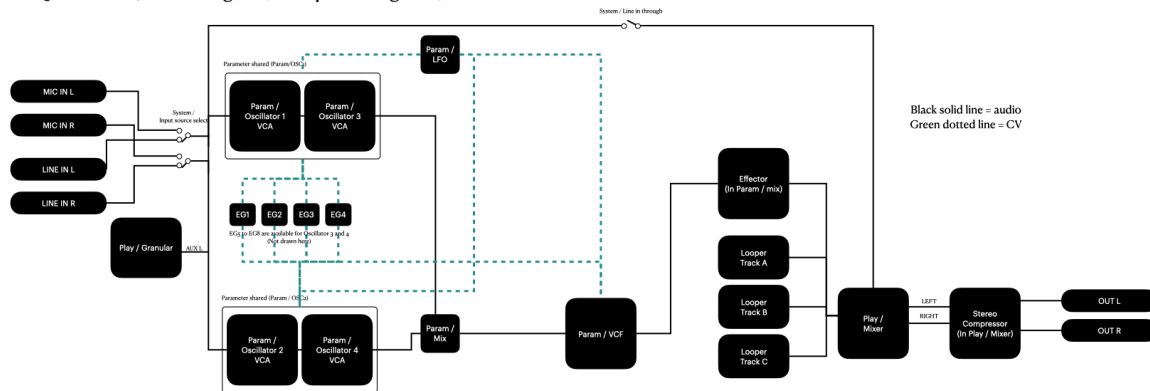 System / Line in through
Param /
LFO
Parameter shared (Param/OSC1)
MIC IN L
MIC IN R
LINE IN L
LINE IN R
System /
Input source select
Param /
Oscillator 1
VCA
Param /
Oscillator 3
VCA
Black solid line = audio
Green dotted line = CV
Effector
(In Param / mix)
EG1
EG2
EG3
EG4
EG5 to EG8 are available for Oscillator 3 and 4
(Not drawn here)
Play / Granular
AUX L
Looper
Track A
Looper
Track B
Looper
Track C
Parameter shared (Param / OSC2)
Param /
Oscillator 2
VCA
Param /
Oscillator 4
VCA
Param /
Mix
Param / VCF
Play /
Mixer
LEFT
RIGHT
Stereo
Compressor
(In Play / Mixer)
OUT L
OUT R